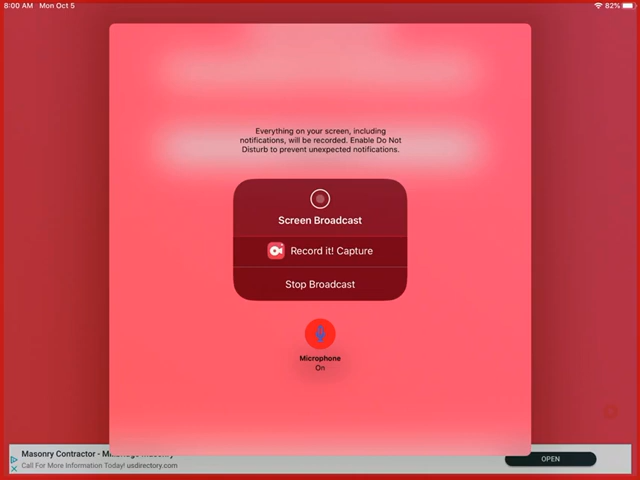 8:00 AM Mon Oct 5
82%
Everything on your screen, including
notifications, will be recorded. Enable Do Not
Disturb to prevent unexpected notifications.
Screen Broadcast
Record it! Capture
Stop Broadcast
Microphone
On
Masonry Contractor -
Call For More Information Today! usdirectory.com
OPEN